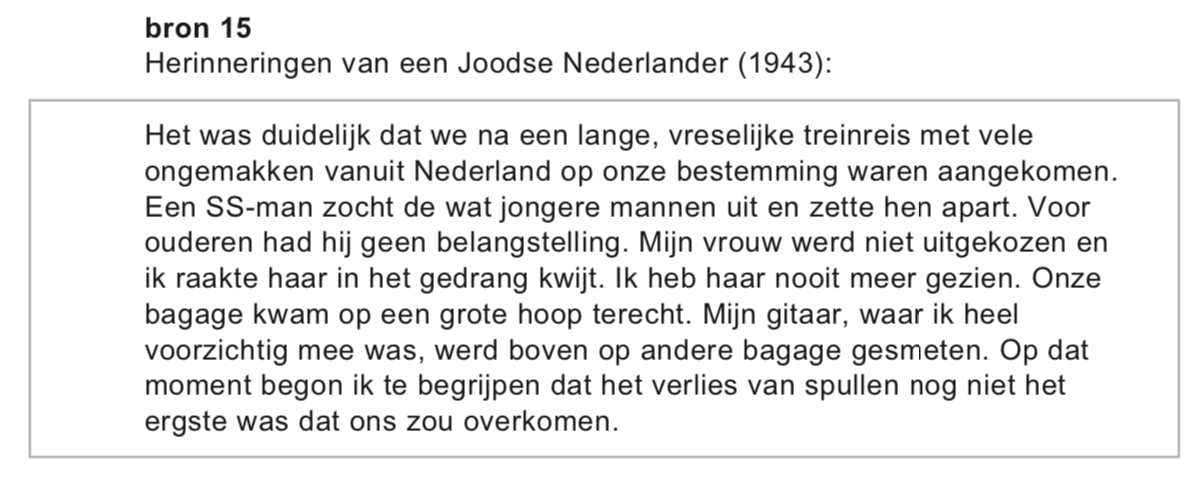 bron 15
Herinneringen van een Joodse Nederlander (1943):
Het was duidelijk dat we na een lange, vreselijke treinreis met vele
ongemakken vanuit Nederland op onze bestemming waren aangekomen.
Een SS-man zocht de wat jongere mannen uit en zette hen apart. Voor
ouderen had hij geen belangstelling. Mijn vrouw werd niet uitgekozen en
ik raakte haar in het gedrang kwijt. Ik heb haar nooit meer gezien. Onze
bagage kwam op een grote hoop terecht. Mijn gitaar, waar ik heel
voorzichtig mee was, werd boven op andere bagage gesmeten. Op dat
moment begon ik te begrijpen dat het verlies van spullen nog niet het
ergste was dat ons zou overkomen.